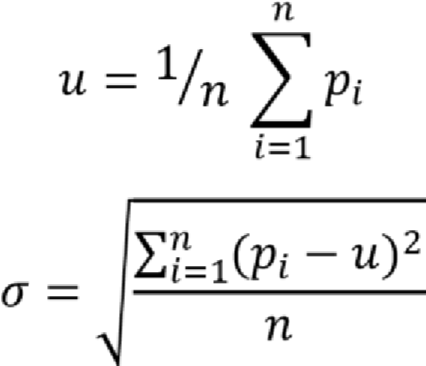 u = 1/n ∑_{i=1}^{n} p_i
σ = √(∑_{i=1}^{n}(p_i − u)^2 / n)